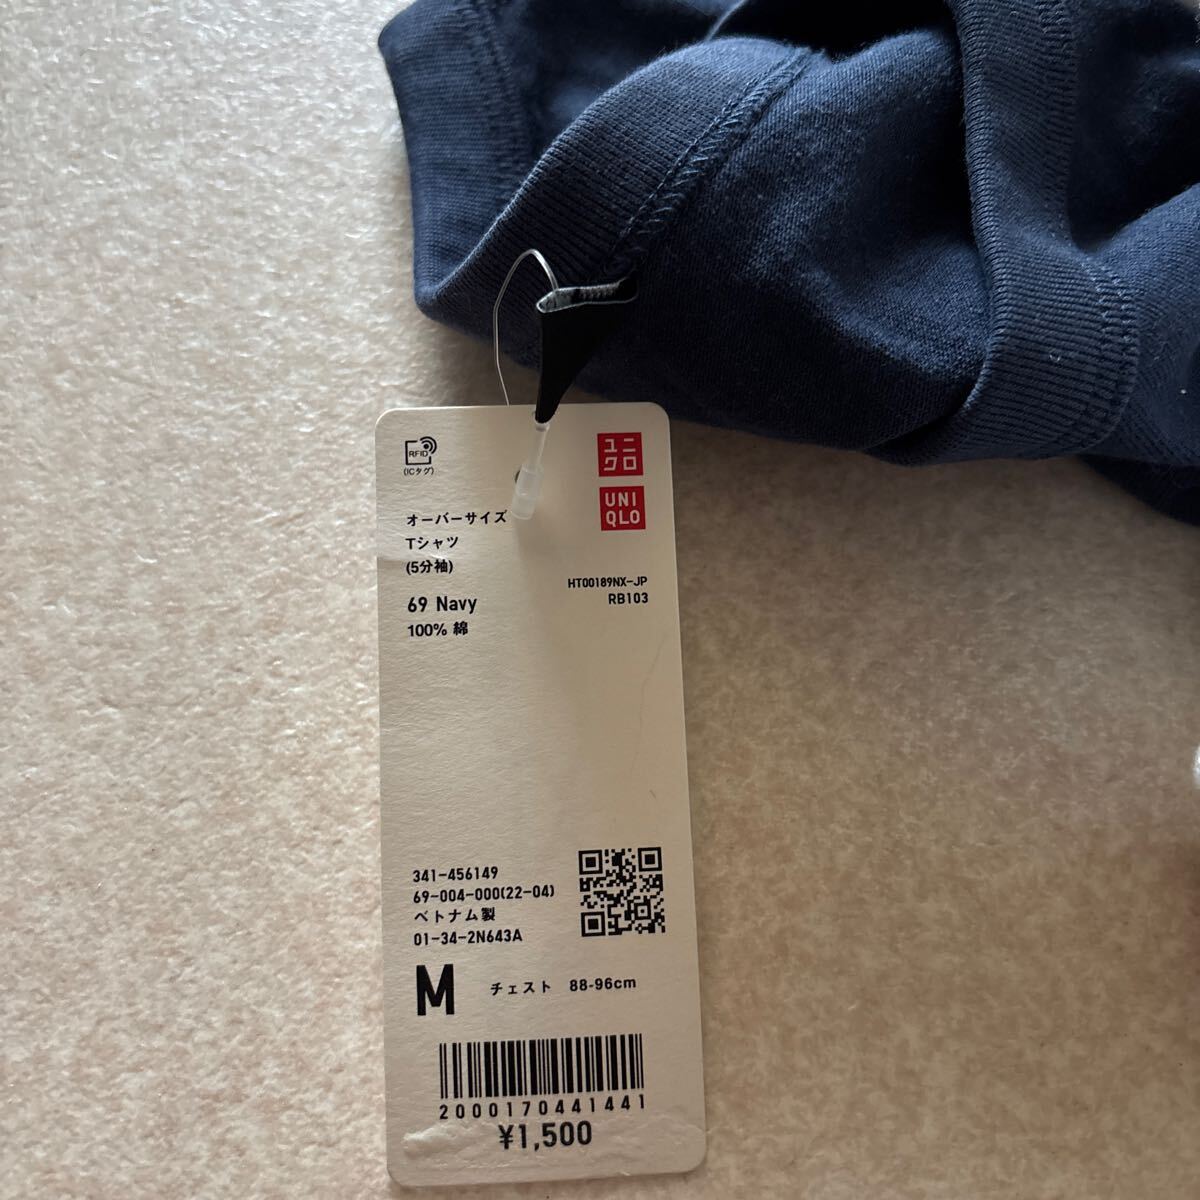 RFID
(ICタグ)
ユニ
クロ
UNI
QLO
オーバーサイズ
Tシャツ
(5分袖)
HT00189NX-JP
RB103
69 Navy
100% 綿
341-456149
69-004-000(22-04)
ベトナム製
01-34-2N643A
M チェスト 88-96cm
2000170441441
¥1,500